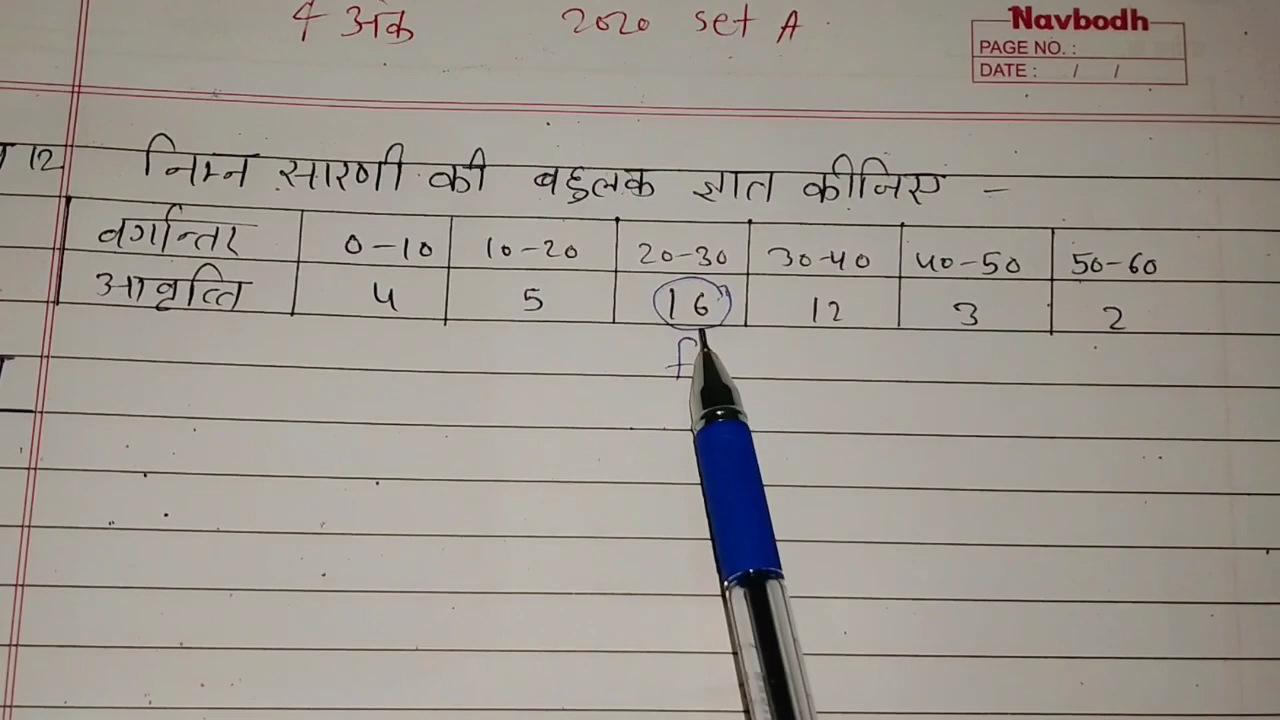 4 अंक 2020 set A.
Navbodh
PAGE NO. :
DATE : / /
12 निम्न सारणी की बहुलक ज्ञात कीजिए –
वर्गान्तर 0-10 10-20 20-30 30-40 40-50 50-60
आवृत्ति 4 5 16 12 3 2
f